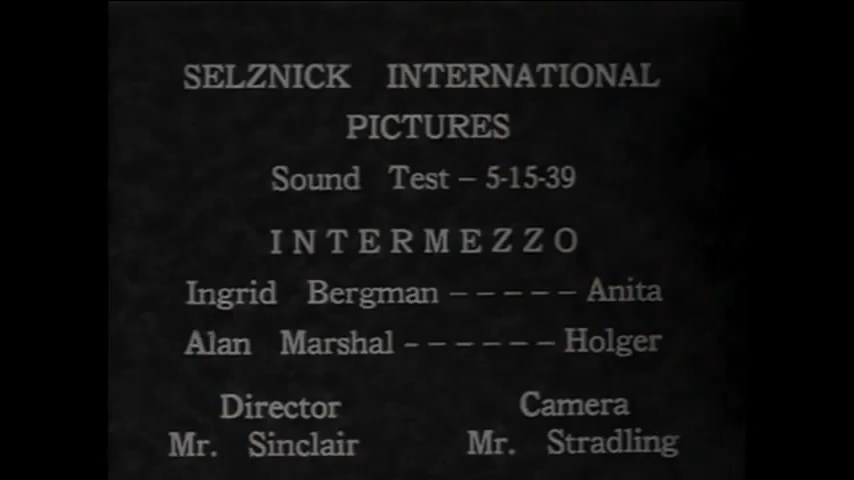 SELZNICK INTERNATIONAL
PICTURES
Sound Test – 5-15-39
INTERMEZZO
Ingrid Bergman – – – – – Anita
Alan Marshal – – – – – – Holger
Director Camera
Mr. Sinclair Mr. Stradling